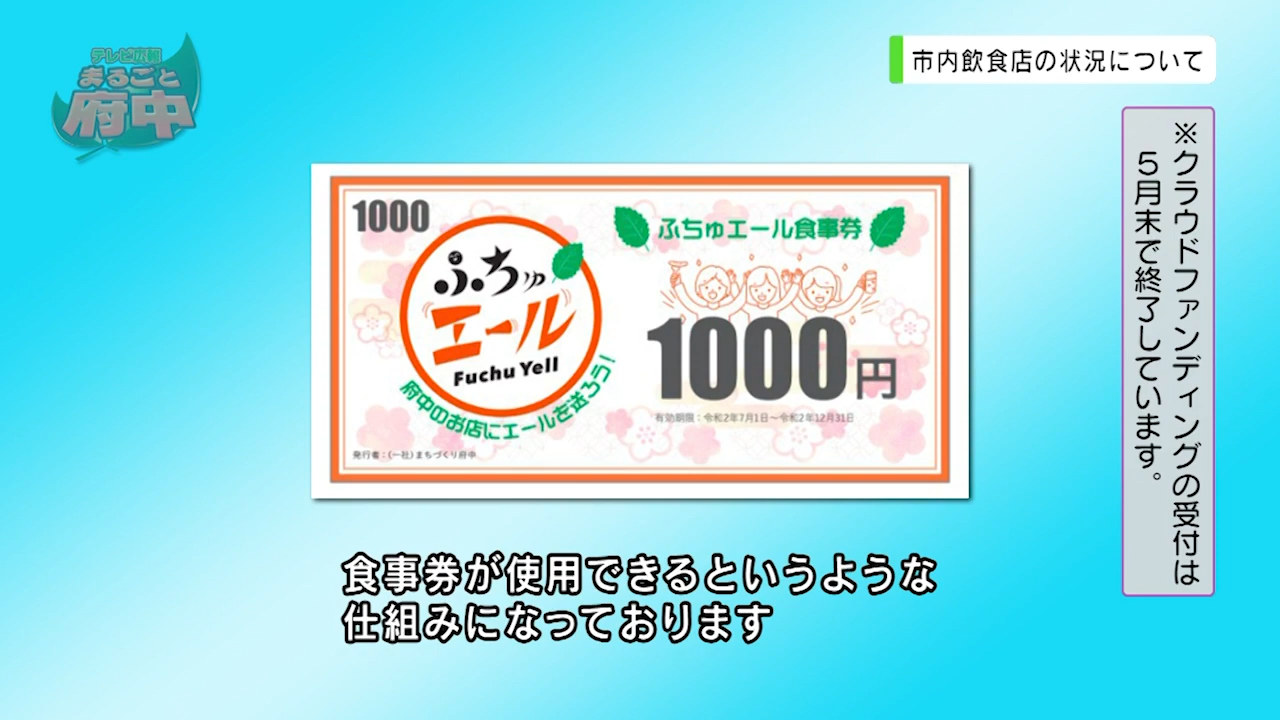 テレビ広報
まるごと
府中
市内飲食店の状況について
※クラウドファンディングの受付は
5月末で終了しています。
1000
ふちゅ
エール
Fuchu Yell
府中のお店にエールを送ろう!
ふちゅエール食事券
1000円
有効期限:令和2年7月1日~令和2年12月31日
発行者:(一社)まちづくり府中
食事券が使用できるというような
仕組みになっております